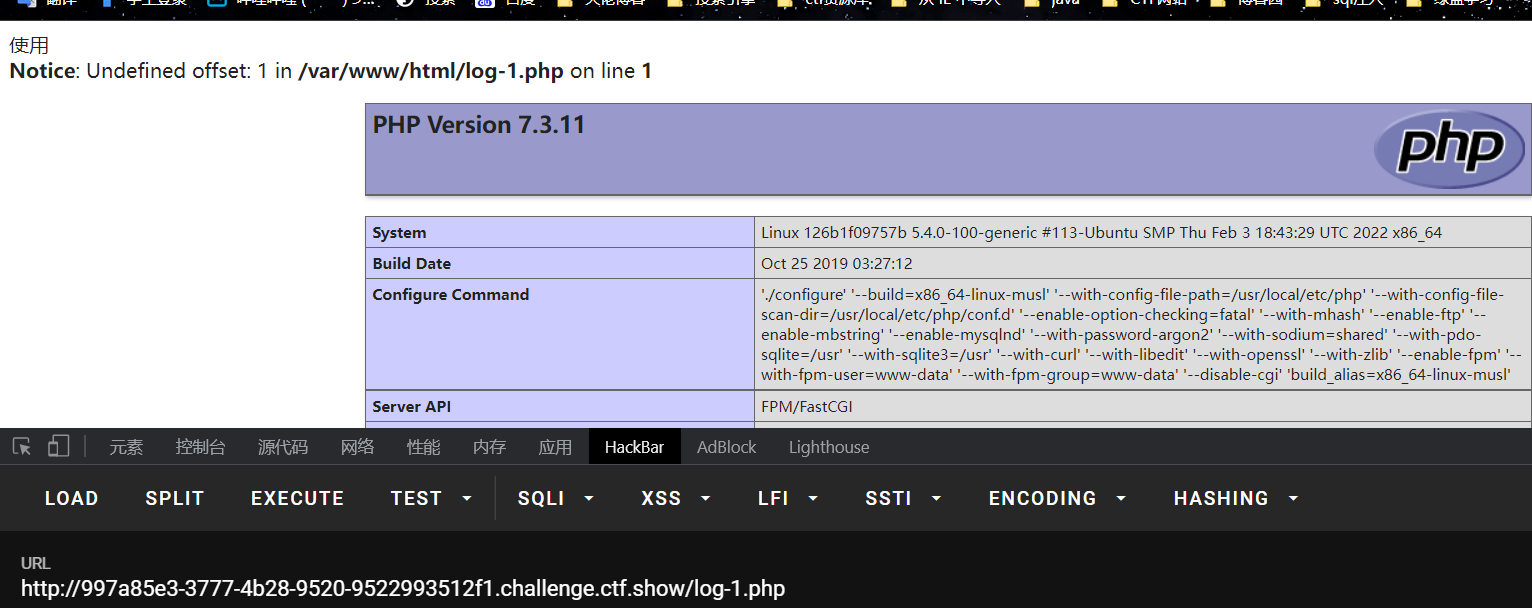 使用
Notice: Undefined offset: 1 in /var/www/html/log-1.php on line 1
PHP Version 7.3.11
php
System
Linux 126b1f09757b 5.4.0-100-generic #113-Ubuntu SMP Thu Feb 3 18:43:29 UTC 2022 x86_64
Build Date
Oct 25 2019 03:27:12
Configure Command
'./configure' '--build=x86_64-linux-musl' '--with-config-file-path=/usr/local/etc/php' '--with-config-file-
scan-dir=/usr/local/etc/php/conf.d' '--enable-option-checking=fatal' '--with-mhash' '--enable-ftp' '--
enable-mbstring' '--enable-mysqlnd' '--with-password-argon2' '--with-sodium=shared' '--with-pdo-
sqlite=/usr' '--with-sqlite3=/usr' '--with-curl' '--with-libedit' '--with-openssl' '--with-zlib' '--enable-fpm' '--
with-fpm-user=www-data' '--with-fpm-group=www-data' '--disable-cgi' 'build_alias=x86_64-linux-musl'
Server API
FPM/FastCGI
元素 控制台 源代码 网络 性能 内存 应用 HackBar AdBlock Lighthouse
LOAD SPLIT EXECUTE TEST SQLI XSS LFI SSTI ENCODING HASHING
URL
http://997a85e3-3777-4b28-9520-9522993512f1.challenge.ctf.show/log-1.php